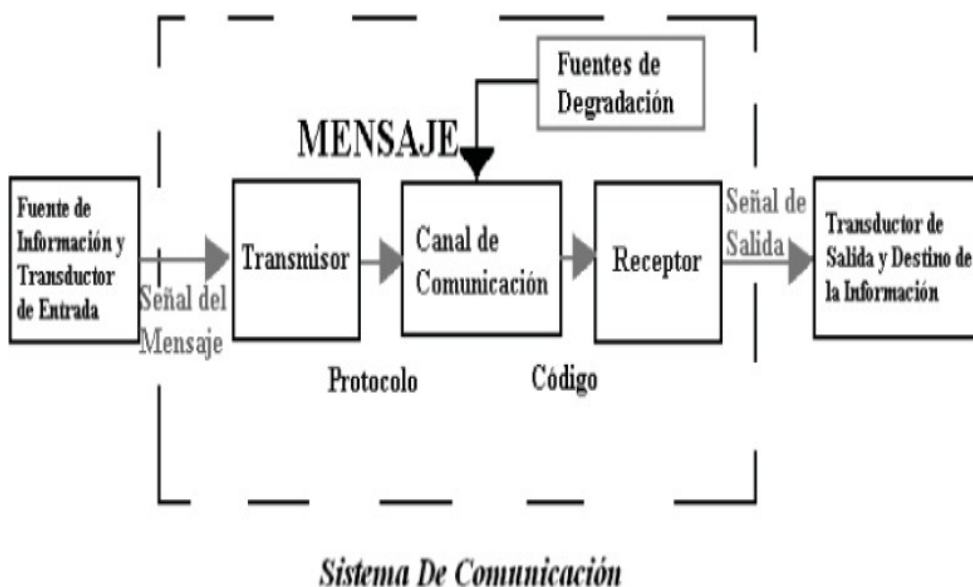 Fuentes de
Degradación
MENSAJE
Fuente de
Información y
Transductor
de Entrada
Señal del
Mensaje
Transmisor
Canal de
Comunicación
Receptor
Señal de
Salida
Transductor de
Salida y Destino de
la Información
Protocolo
Código
Sistema De Comunicación